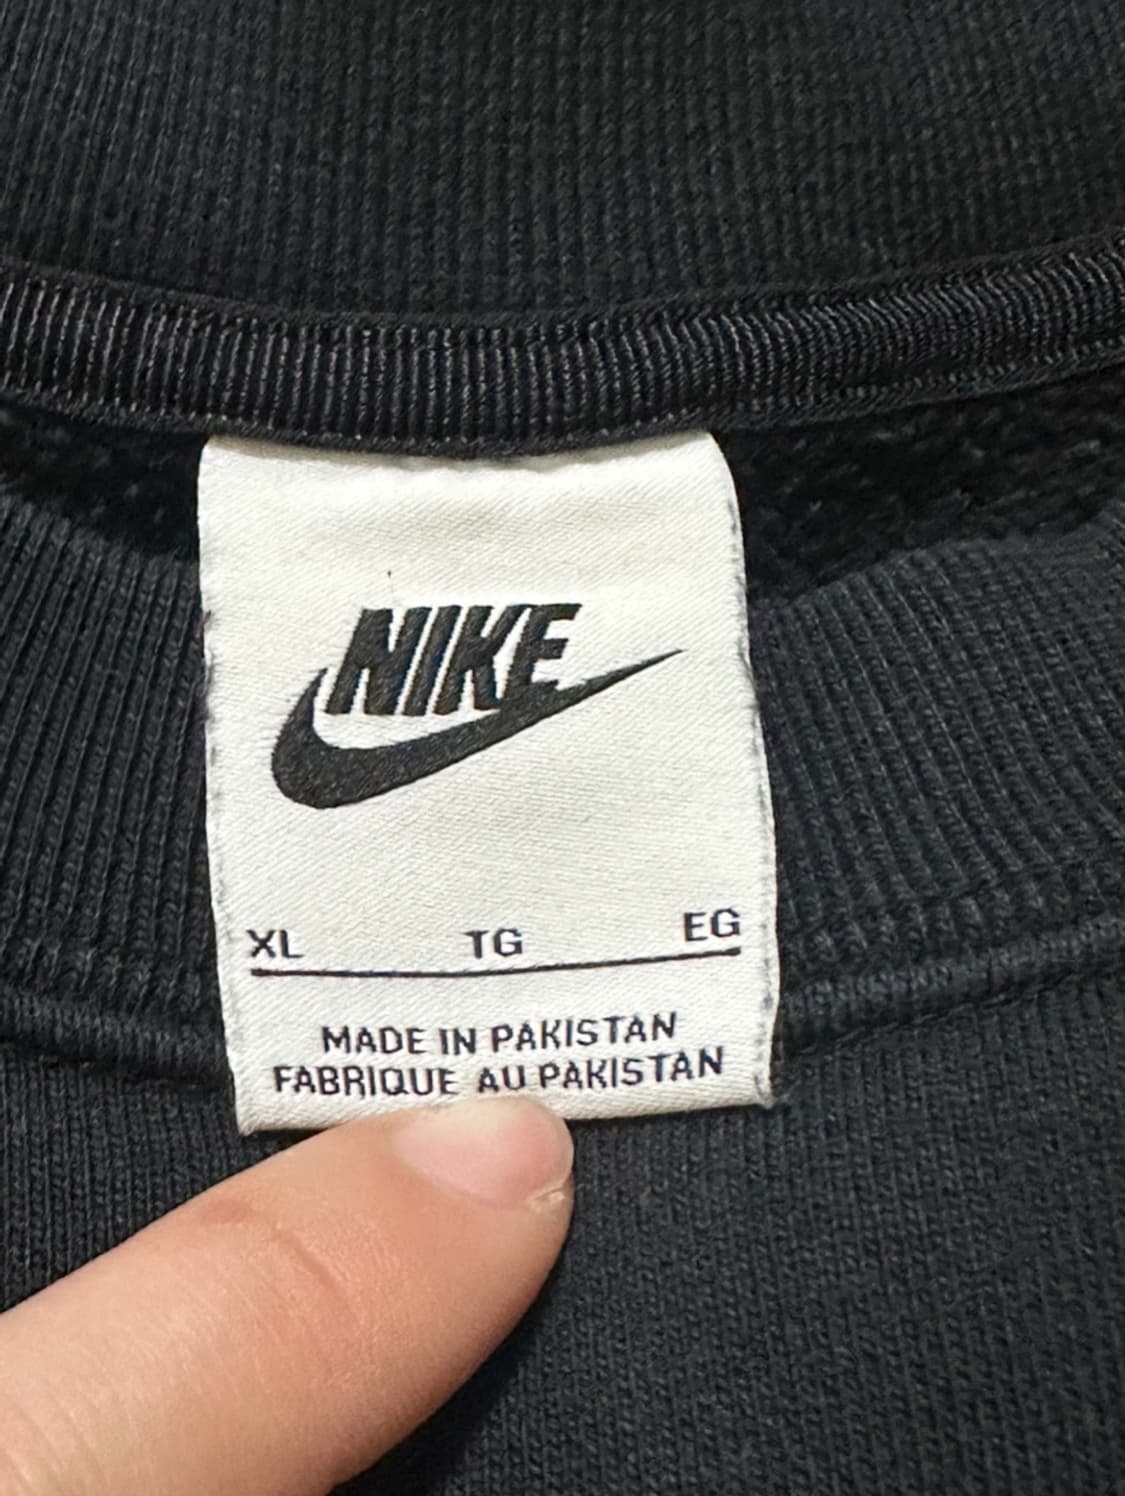 NIKE
XL TG EG
MADE IN PAKISTAN
FABRIQUE AU PAKISTAN